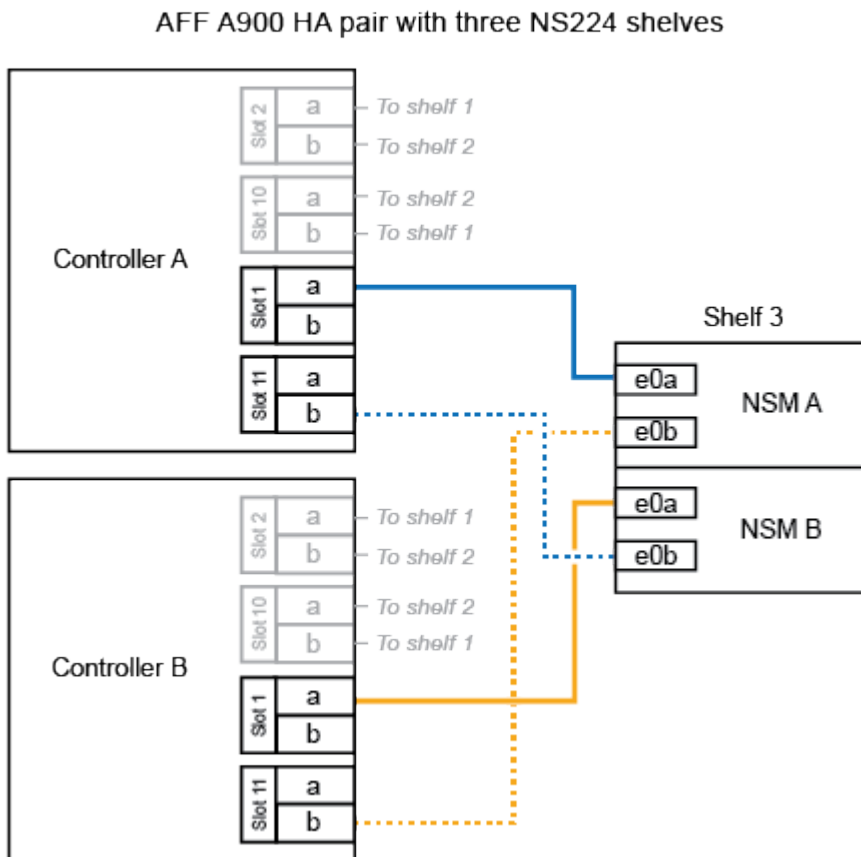 AFF A900 HA pair with three NS224 shelves
Controller A
Slot 2
a
To shelf 1
b
To shelf 2
Slot 10
a
To shelf 2
b
To shelf 1
Slot 1
a
b
Slot 11
a
b
Shelf 3
e0a
NSM A
e0b
e0a
NSM B
e0b
Controller B
Slot 2
a
To shelf 1
b
To shelf 2
Slot 10
a
To shelf 2
b
To shelf 1
Slot 1
a
b
Slot 11
a
b